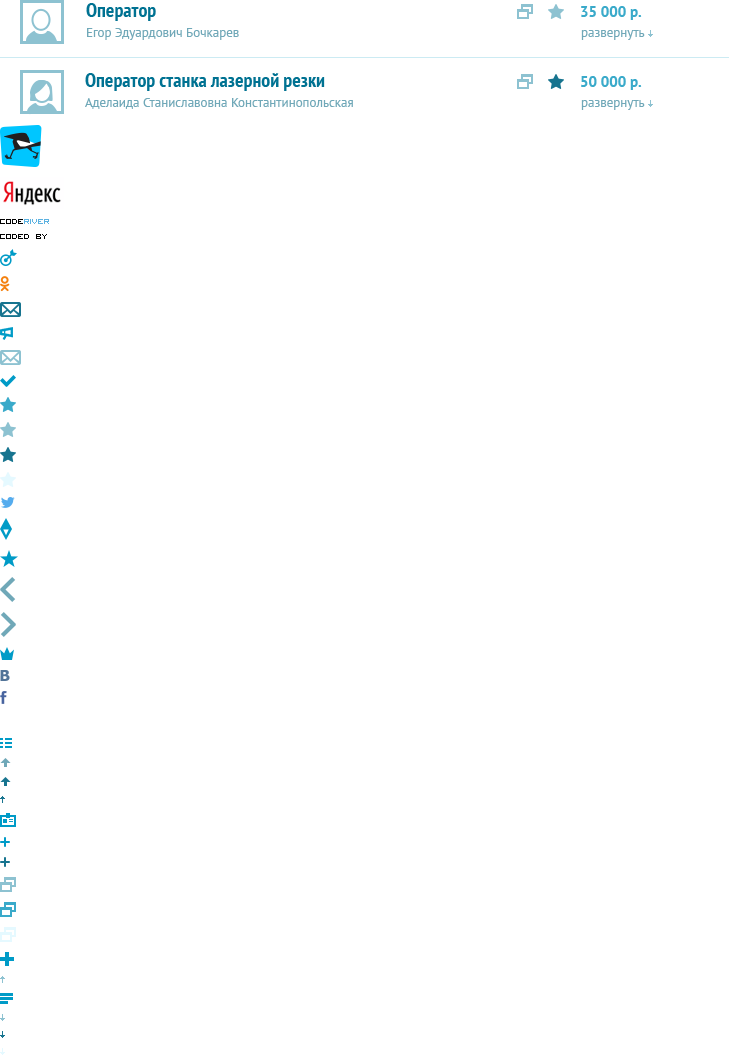 Оператор
35 000 р.
Егор Эдуардович Бочкарев
развернуть ↓
Оператор станка лазерной резки
50 000 р.
Аделаида Станиславовна Константинопольская
развернуть ↓
Яндекс
CODERIVER
CODED BY
B
f